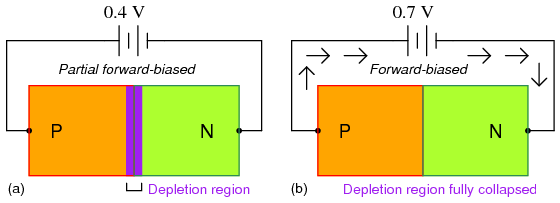 0.4 V
Partial forward-biased
P
N
(a)
Depletion region
0.7 V
Forward-biased
P
N
(b)
Depletion region fully collapsed